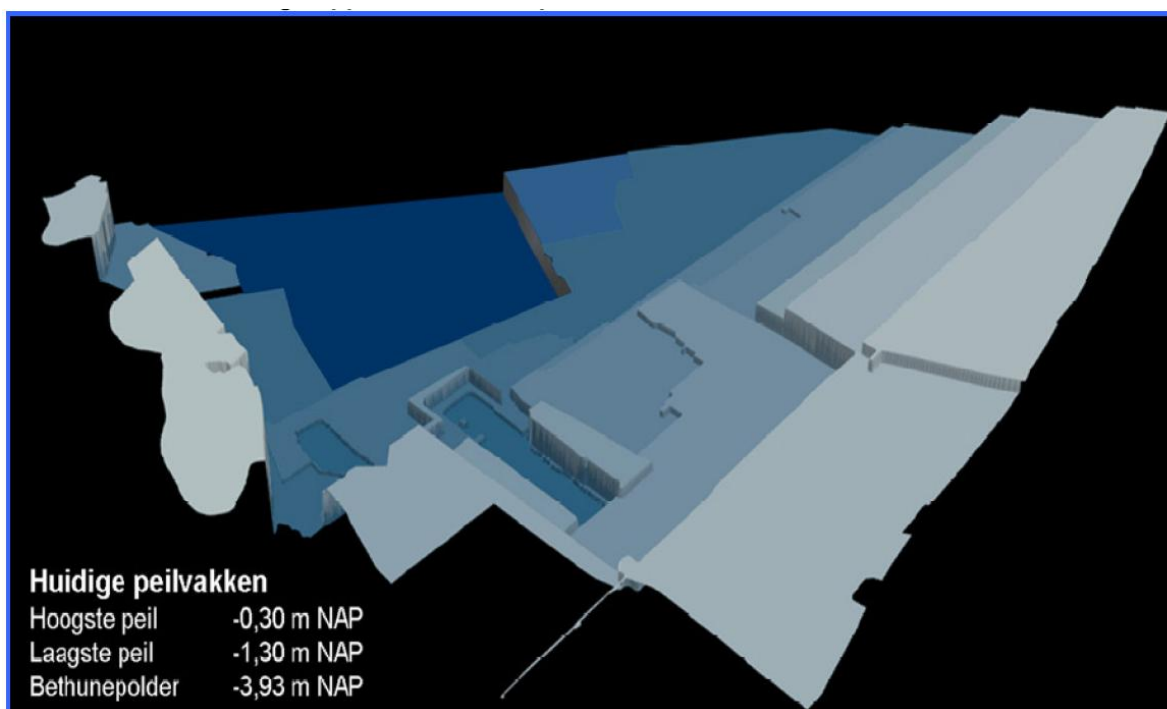 Huidige peilvakken
Hoogste peil -0,30 m NAP
Laagste peil -1,30 m NAP
Bethunepolder -3,93 m NAP